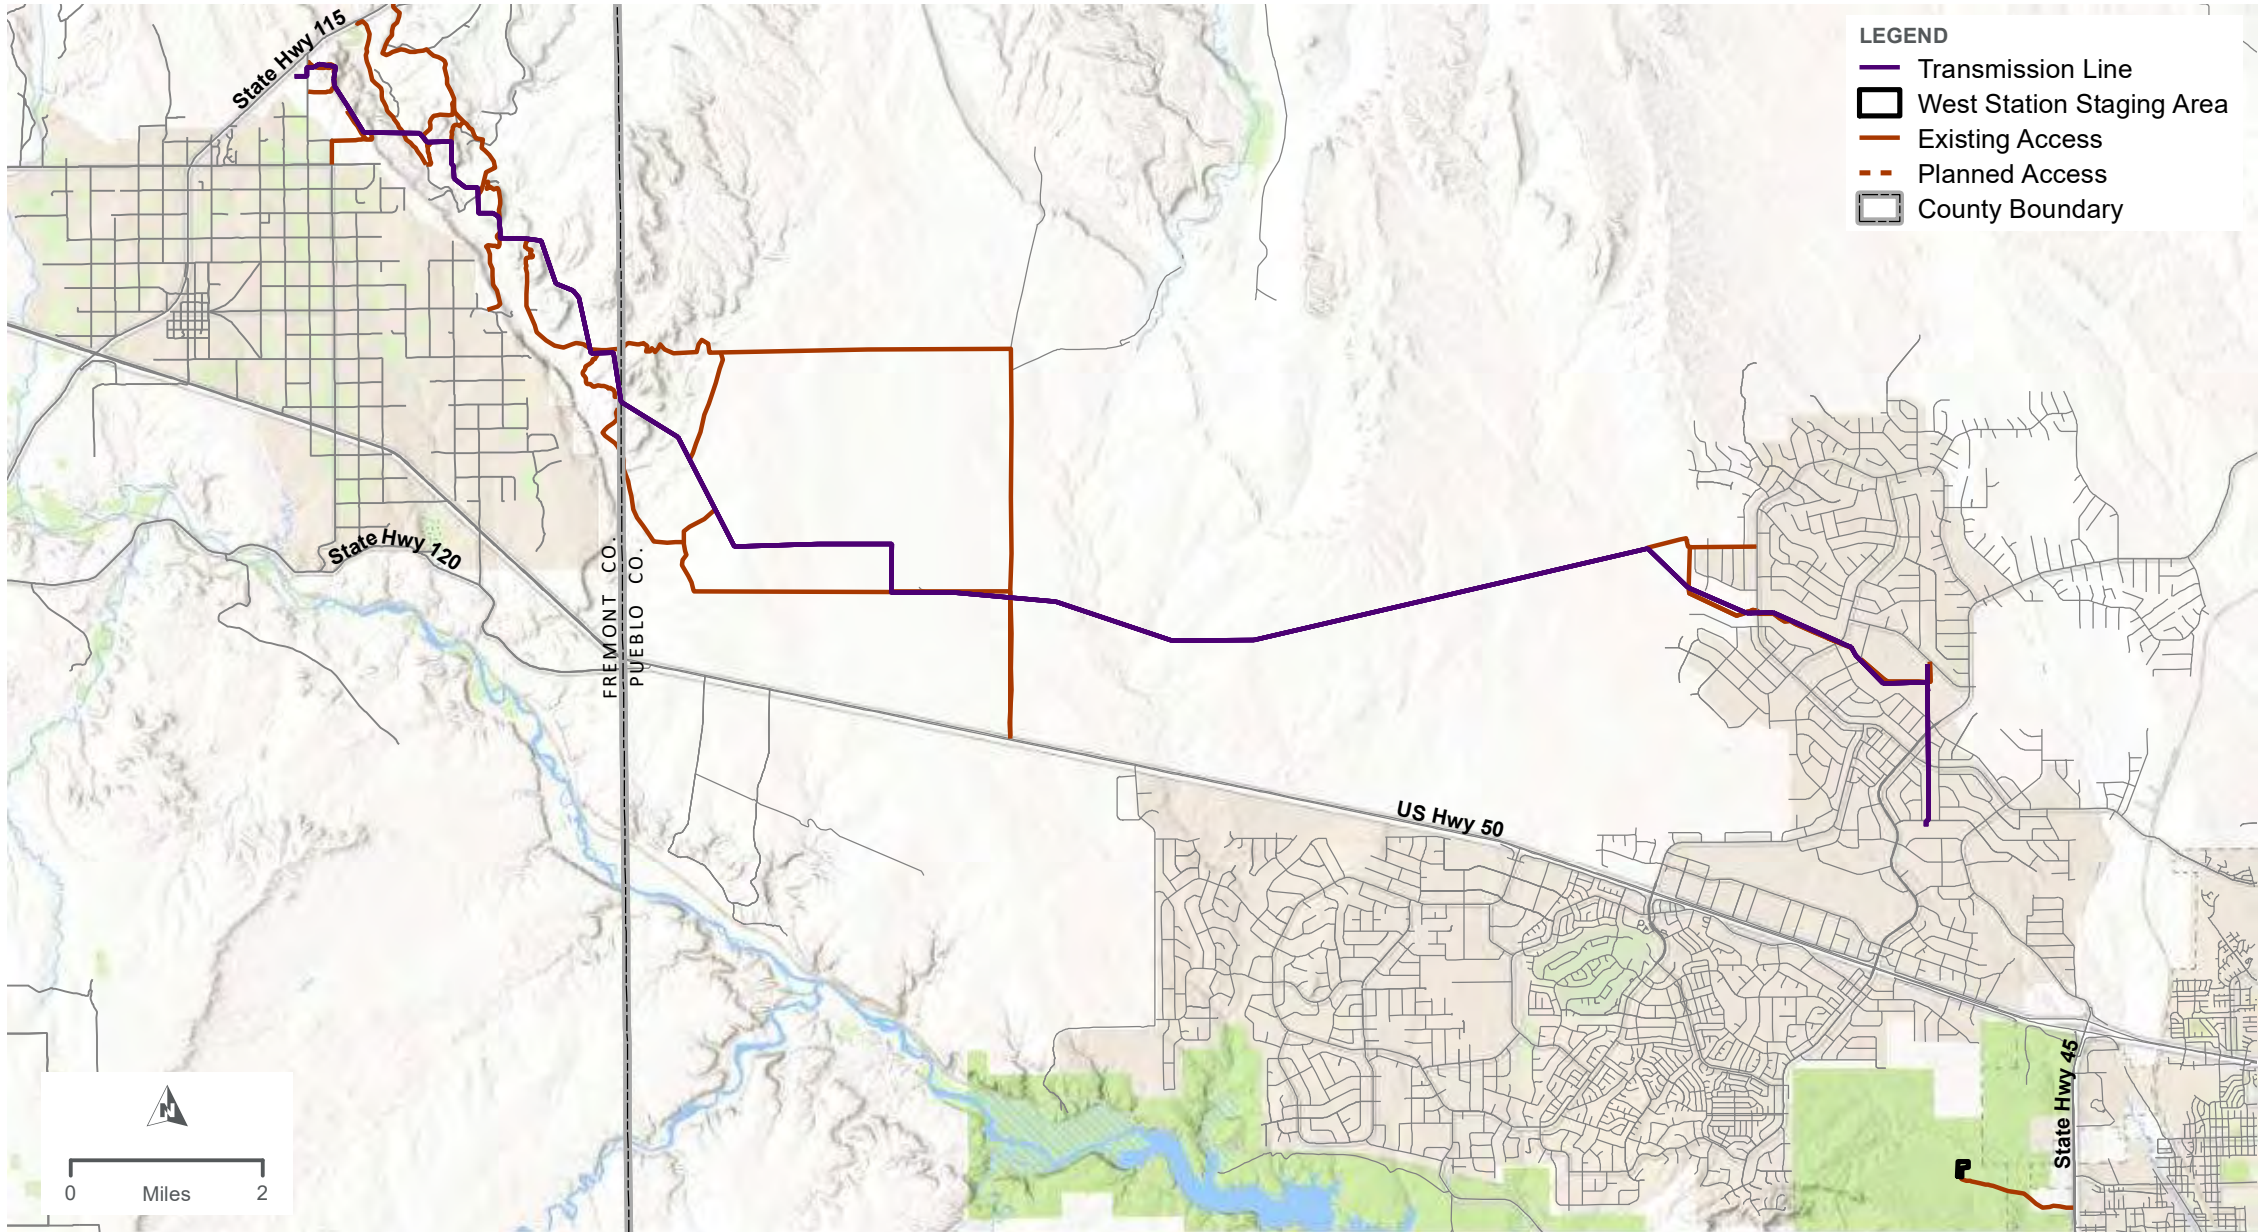 State Hwy 115
LEGEND
Transmission Line
West Station Staging Area
Existing Access
Planned Access
County Boundary
State Hwy 120
FREMONT CO.
PUEBLO CO.
US Hwy 50
State Hwy 45
N
0 Miles 2